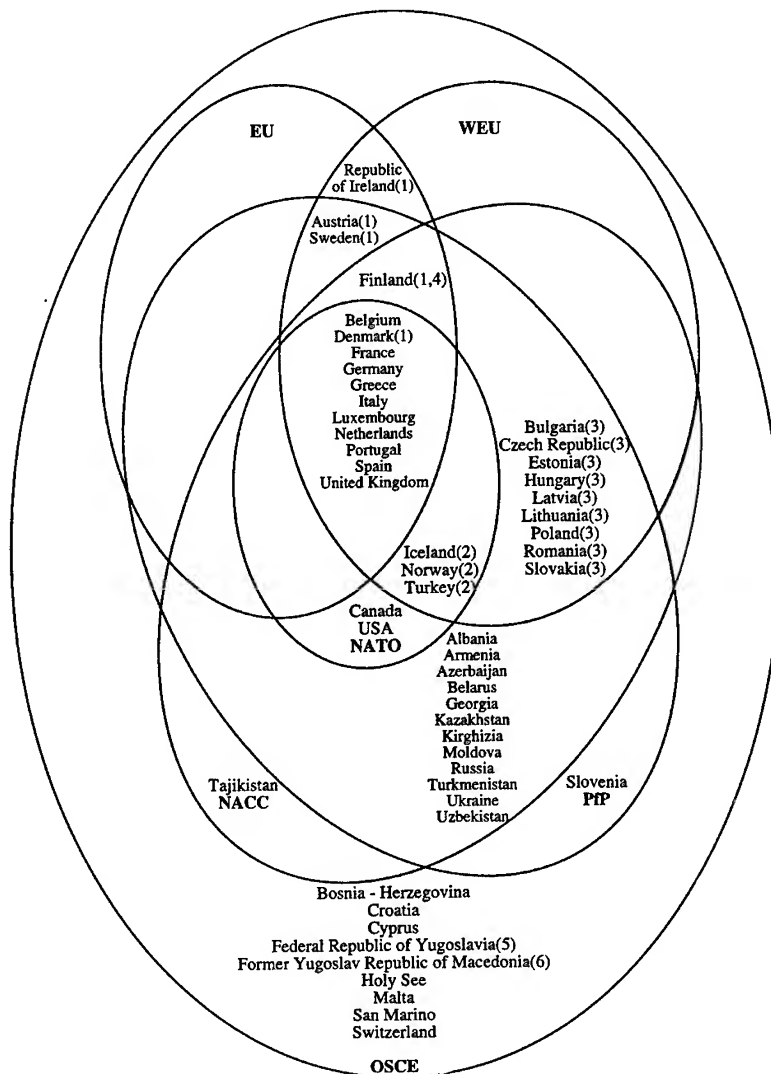 EU
WEU
Republic
of Ireland(1)
Austria(1)
Sweden(1)
Finland(1,4)
Belgium
Denmark(1)
France
Germany
Greece
Italy
Luxembourg
Netherlands
Portugal
Spain
United Kingdom
Bulgaria(3)
Czech Republic(3)
Estonia(3)
Hungary(3)
Latvia(3)
Lithuania(3)
Poland(3)
Romania(3)
Slovakia(3)
Iceland(2)
Norway(2)
Turkey(2)
Canada
USA
NATO
Albania
Armenia
Azerbaijan
Belarus
Georgia
Kazakhstan
Kirghizia
Moldova
Russia
Turkmenistan
Ukraine
Uzbekistan
Tajikistan
NACC
Slovenia
PfP
Bosnia - Herzegovina
Croatia
Cyprus
Federal Republic of Yugoslavia(5)
Former Yugoslav Republic of Macedonia(6)
Holy See
Malta
San Marino
Switzerland
OSCE